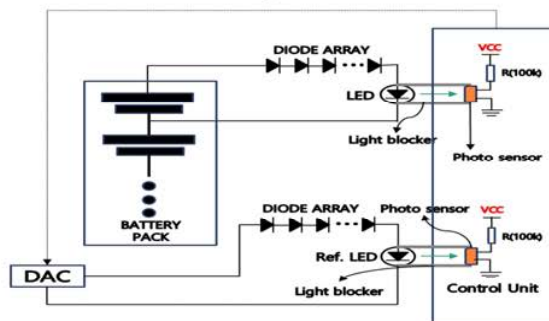 DIODE ARRAY
VCC
R(100k)
LED
Light blocker
Photo sensor
BATTERY
PACK
DIODE ARRAY
Photo sensor
VCC
R(100k)
DAC
Ref. LED
Light blocker
Control Unit